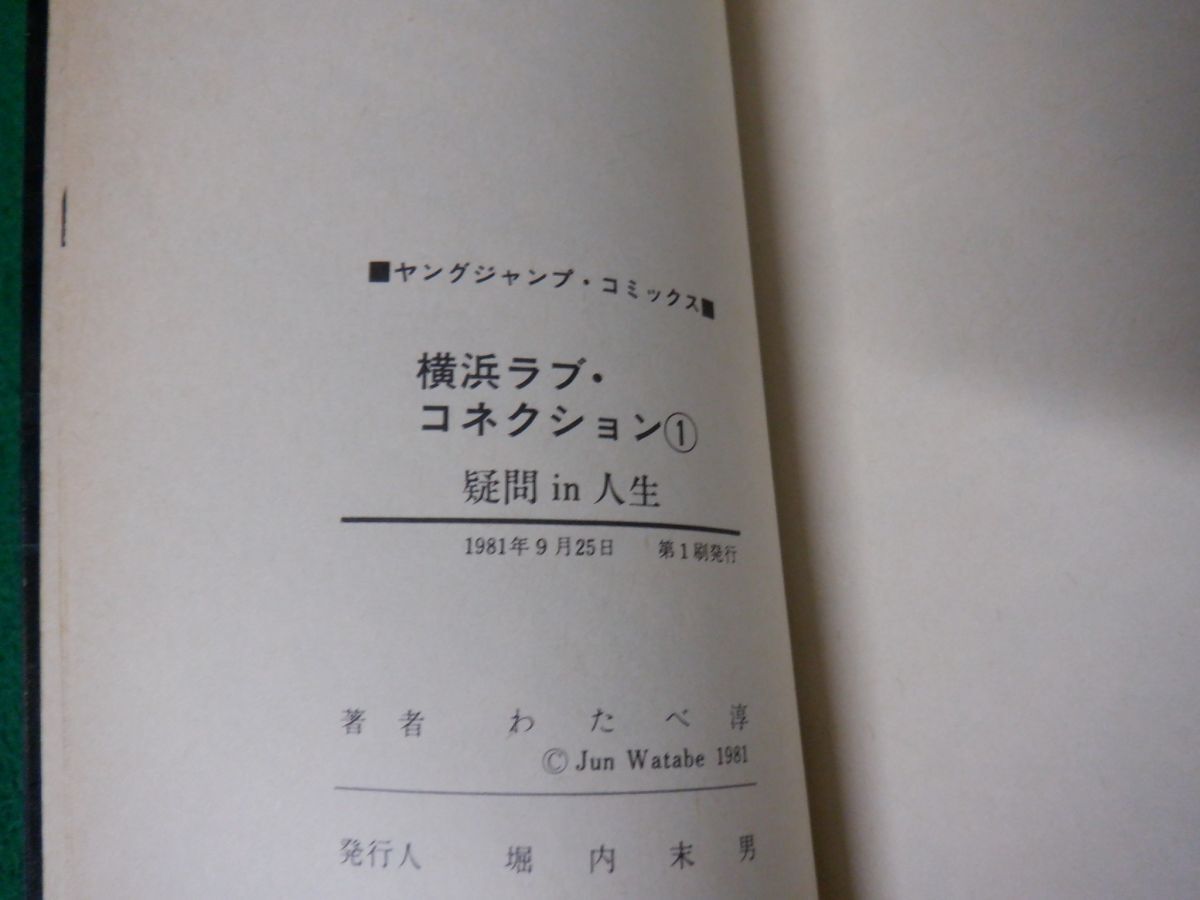 ■ヤングジャンプ・コミックス■
横浜ラブ・
コネクション①
疑問 in 人生
1981年9月25日 第1刷発行
著者 わたべ淳
© Jun Watabe 1981
発行人 堀内末男